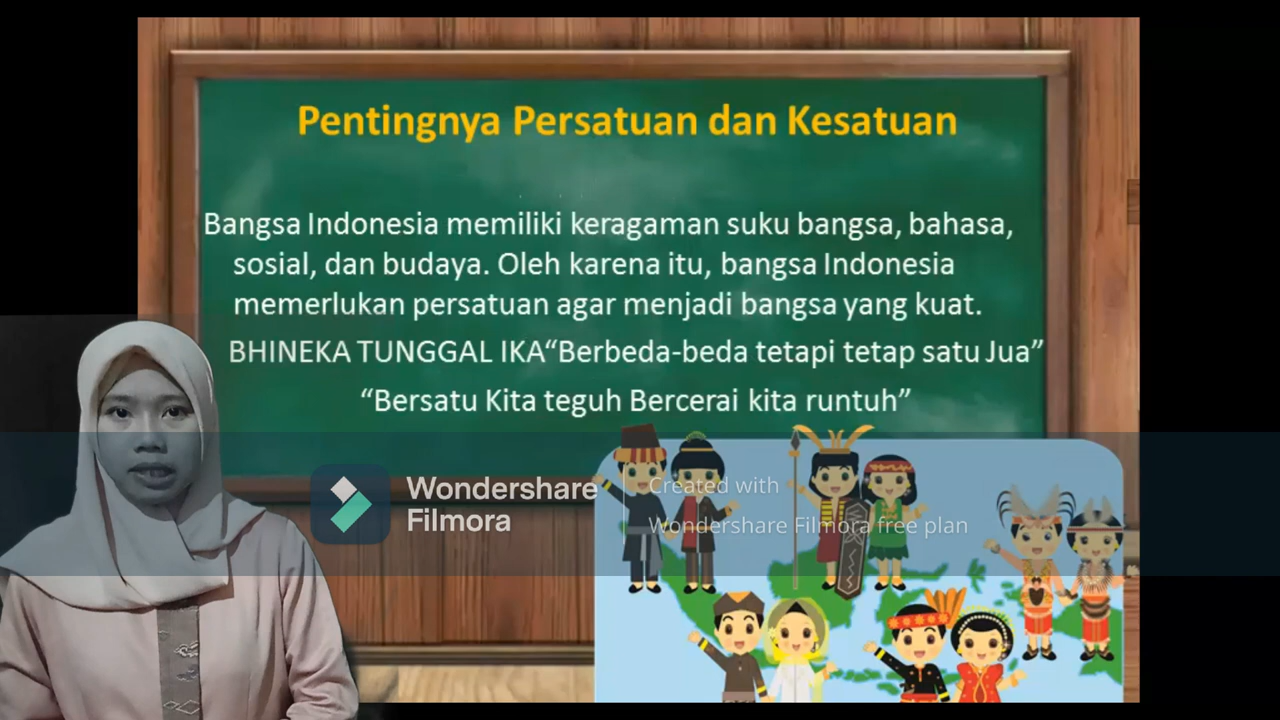 Pentingnya Persatuan dan Kesatuan
Bangsa Indonesia memiliki keragaman suku bangsa, bahasa,
sosial, dan budaya. Oleh karena itu, bangsa Indonesia
memerlukan persatuan agar menjadi bangsa yang kuat.
BHINEKA TUNGGAL IKA“Berbeda-beda tetapi tetap satu Jua”
“Bersatu Kita teguh Bercerai kita runtuh”
Wondershare
Filmora
Created with
Wondershare Filmora free plan